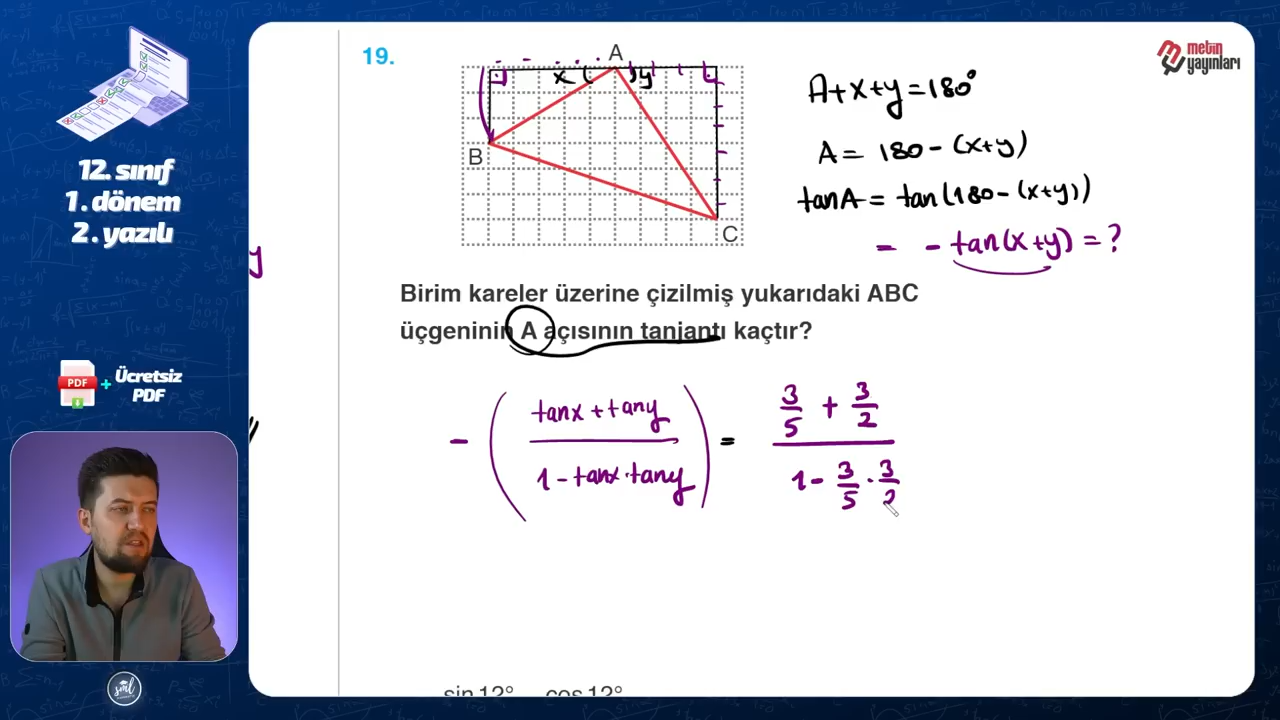 12. sınıf
1. dönem
2. yazılı
PDF
+
Ücretsiz
PDF
sml
y
19.
A
B
C
x
y
metin
yayınları
A+x+y=180°
A= 180-(x+y)
tanA= tan(180-(x+y))
= - tan(x+y)=?
Birim kareler üzerine çizilmiş yukarıdaki ABC
üçgeninin A açısının tanjantı kaçtır?
tanx+tany
- ( ) =
1-tanx.tany
3/5 + 3/2
1- 3/5 . 3/2
sin 12° cos 12°